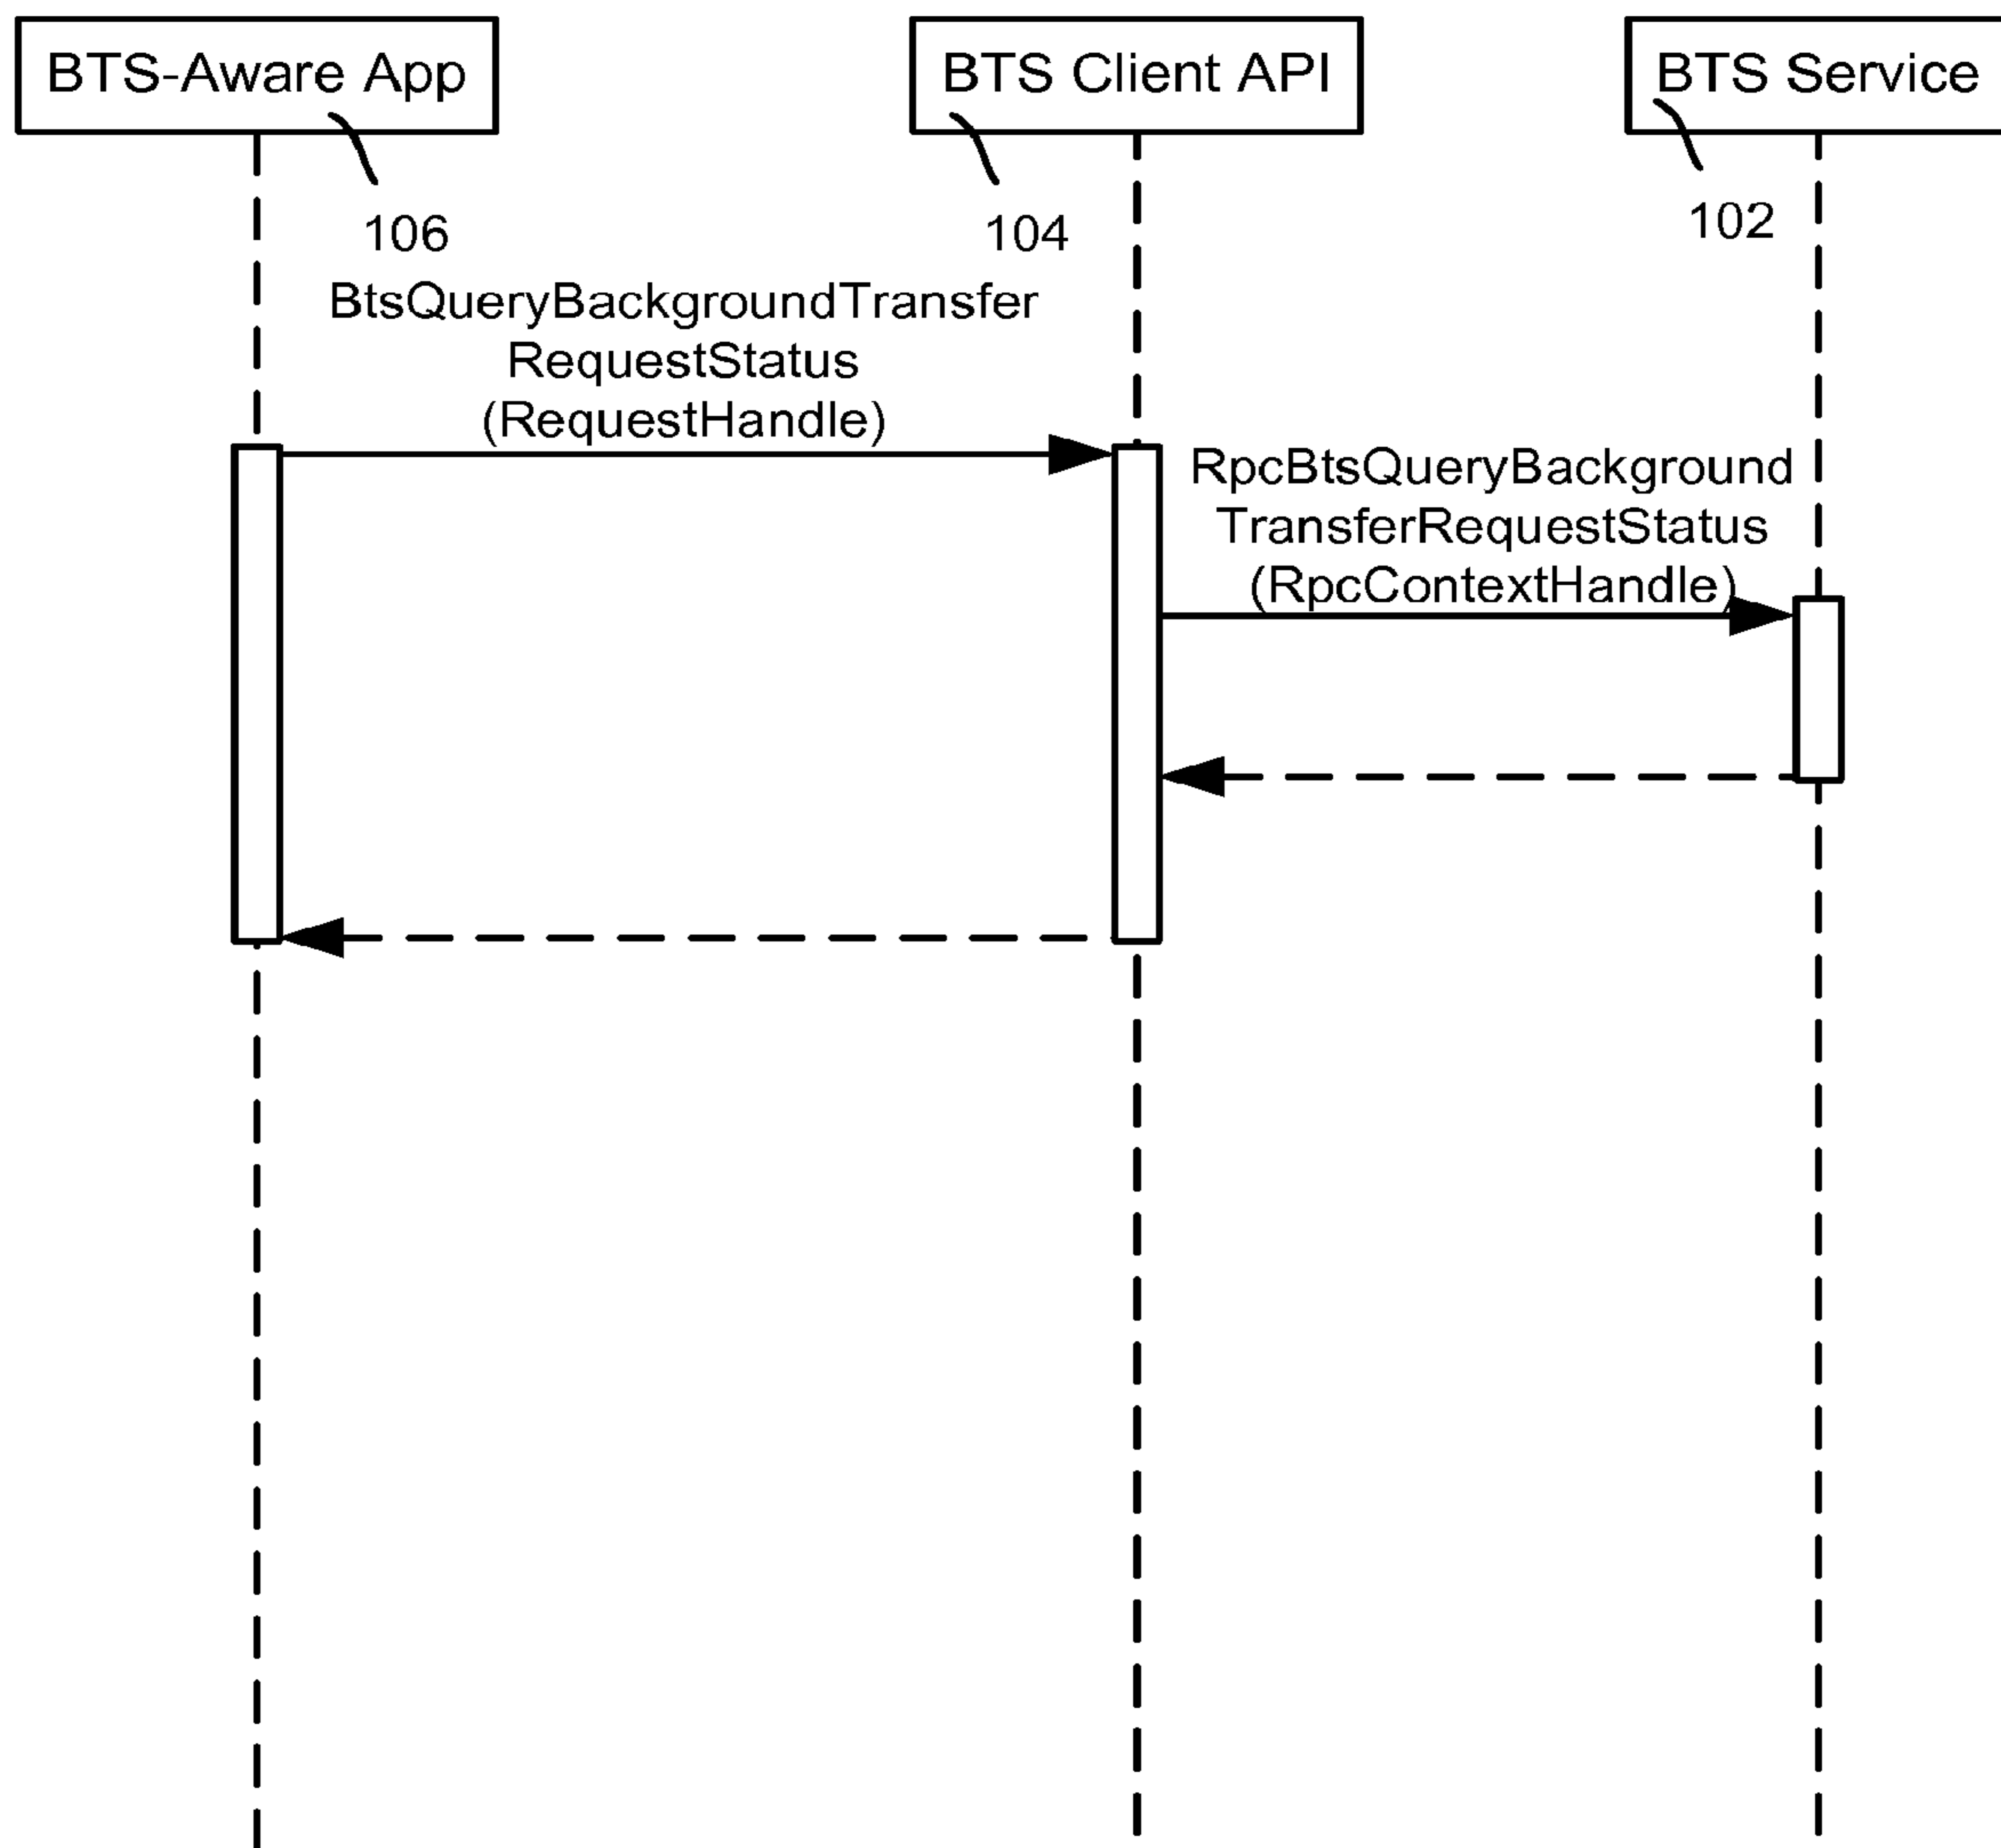 BTS-Aware App
BTS Client API
BTS Service
106
104
102
BtsQueryBackgroundTransfer
RequestStatus
(RequestHandle)
RpcBtsQueryBackground
TransferRequestStatus
(RpcContextHandle)